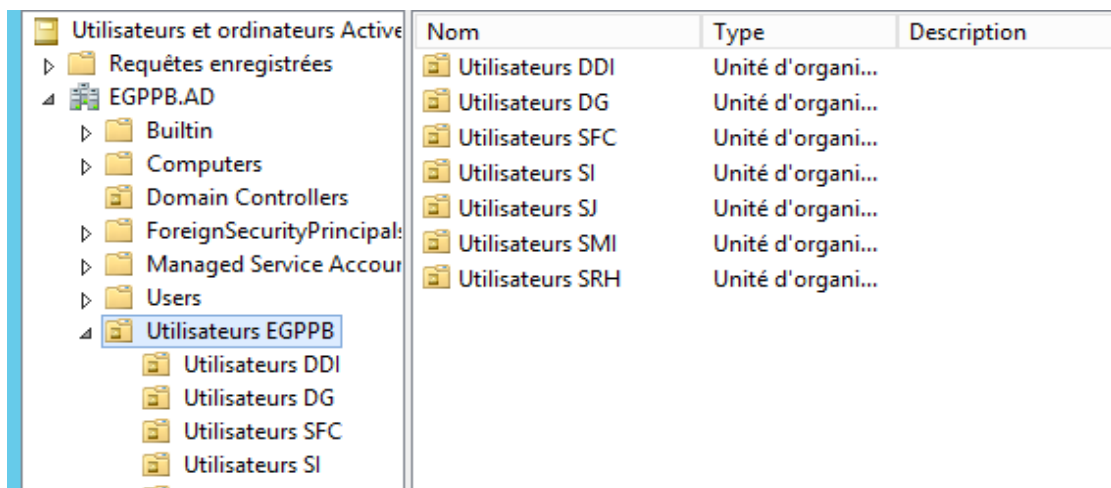 Utilisateurs et ordinateurs Active
Requêtes enregistrées
EGPPB.AD
Builtin
Computers
Domain Controllers
ForeignSecurityPrincipals
Managed Service Accour
Users
Utilisateurs EGPPB
Utilisateurs DDI
Utilisateurs DG
Utilisateurs SFC
Utilisateurs SI
Nom Type Description
Utilisateurs DDI Unité d'organi...
Utilisateurs DG Unité d'organi...
Utilisateurs SFC Unité d'organi...
Utilisateurs SI Unité d'organi...
Utilisateurs SJ Unité d'organi...
Utilisateurs SMI Unité d'organi...
Utilisateurs SRH Unité d'organi...